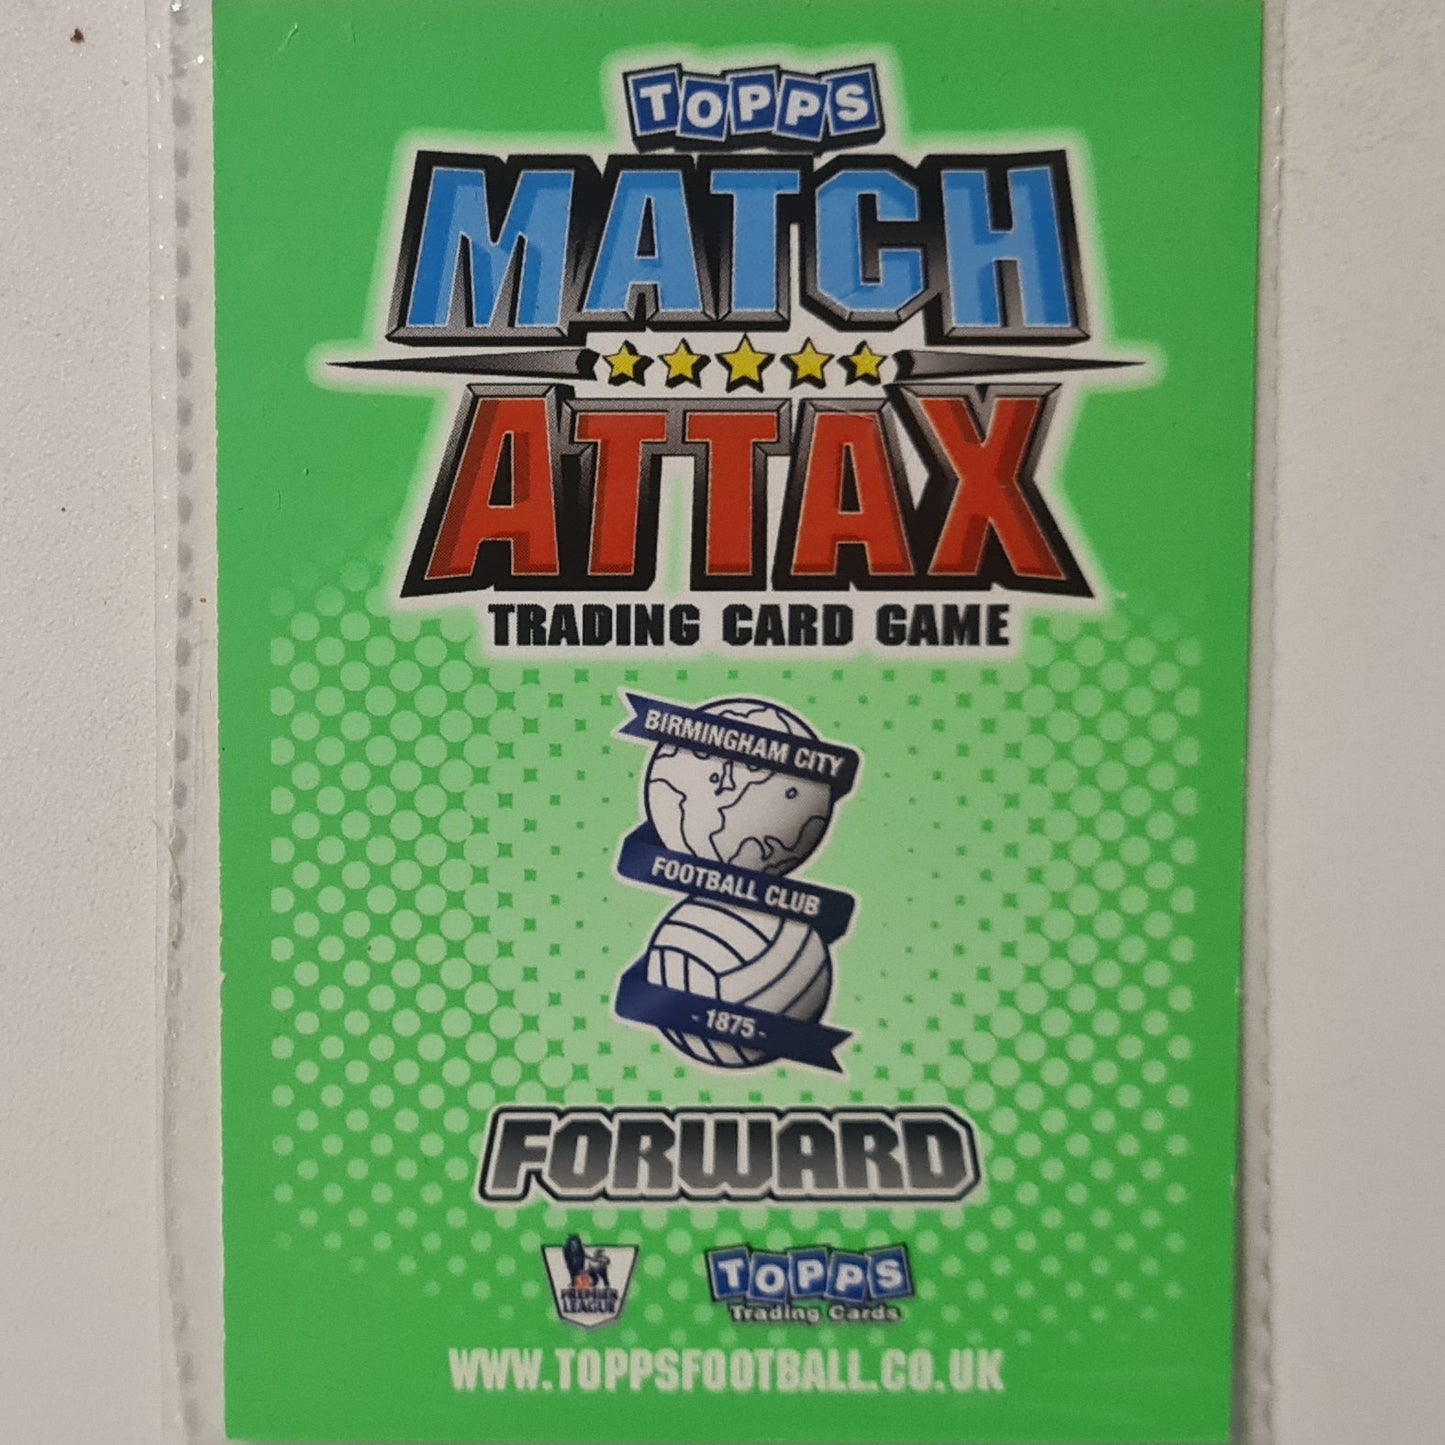 TOPPS
MATCH
ATTAX
TRADING CARD GAME
BIRMINGHAM CITY
FOOTBALL CLUB
- 1875 -
FORWARD
PREMIER
LEAGUE
TOPPS
Trading Cards
WWW.TOPPSFOOTBALL.CO.UK